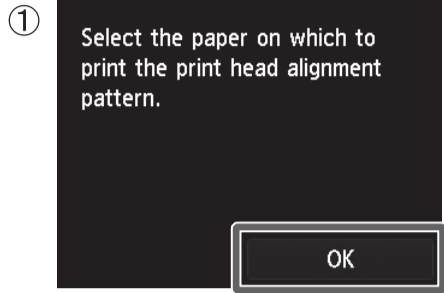 ①
Select the paper on which to
print the print head alignment
pattern.
OK